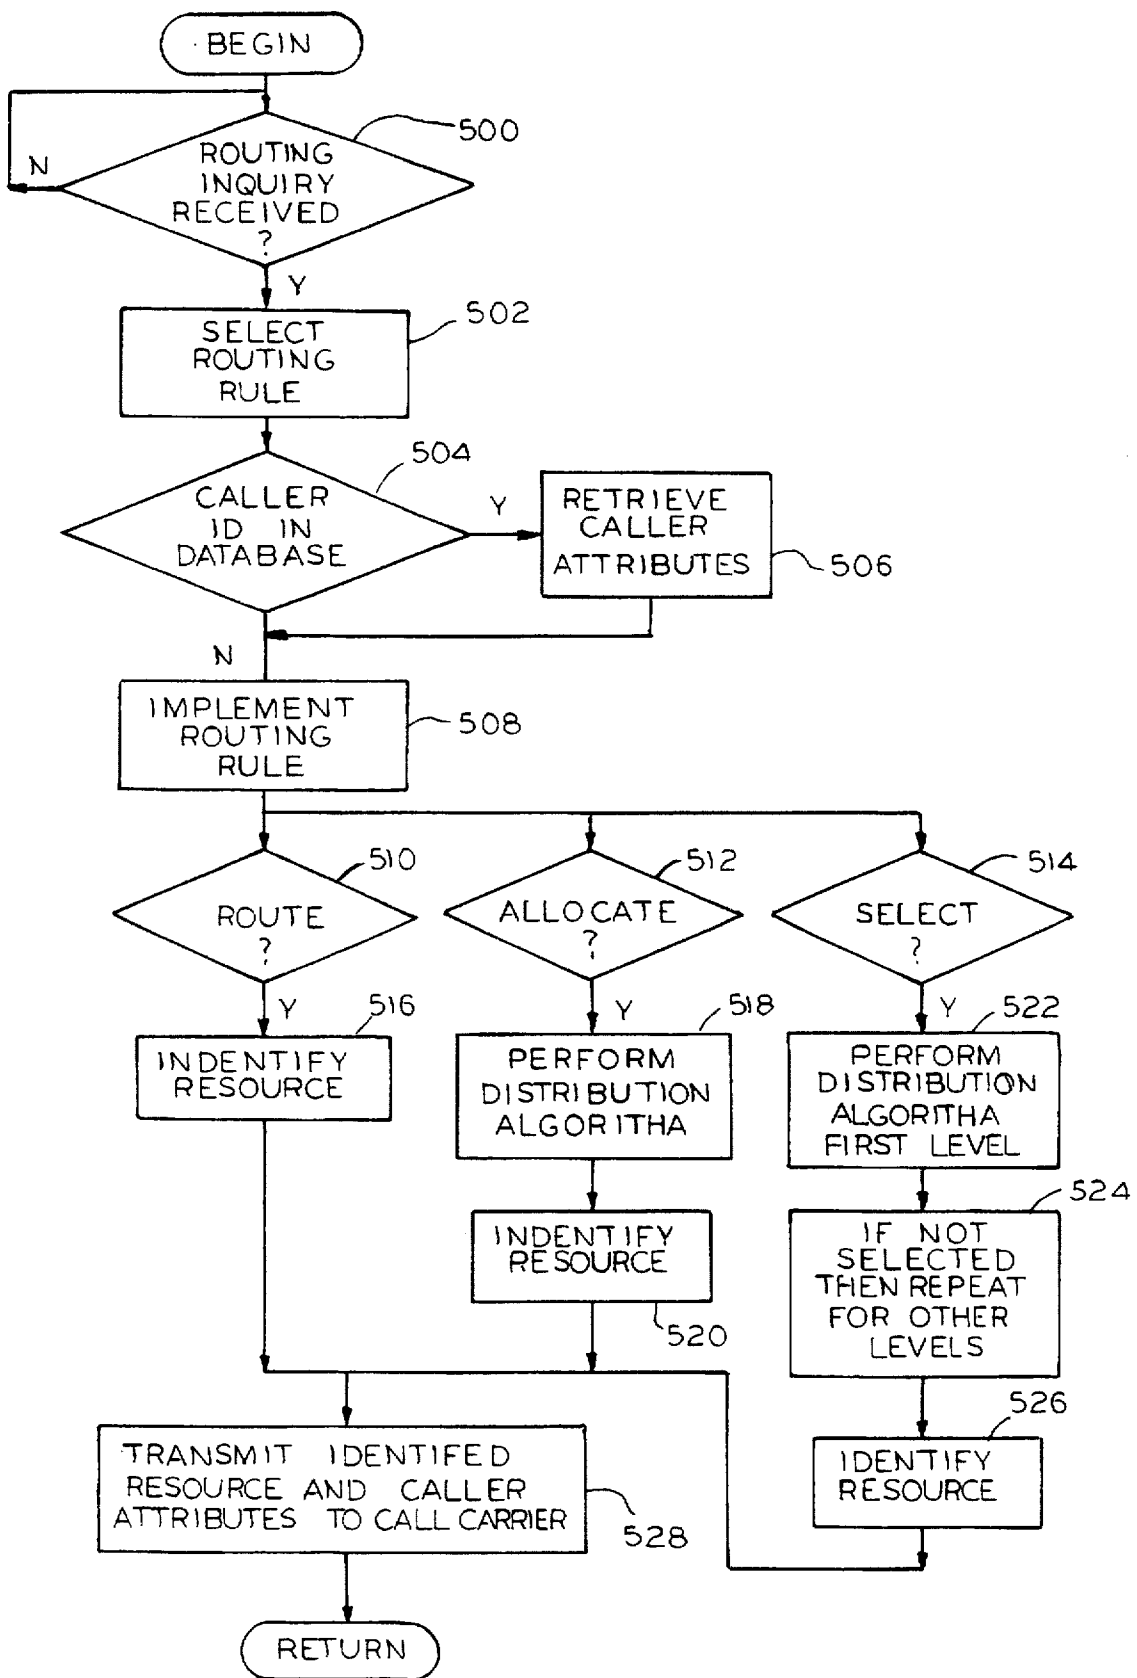 BEGIN
500
ROUTING
INQUIRY
RECEIVED
?
N
Y
502
SELECT
ROUTING
RULE
504
CALLER
ID IN
DATABASE
Y
RETRIEVE
CALLER
ATTRIBUTES
506
N
IMPLEMENT
ROUTING
RULE
508
510
ROUTE
?
Y
512
ALLOCATE
?
Y
514
SELECT
?
Y
516
INDENTIFY
RESOURCE
518
PERFORM
DISTRIBUTION
ALGORITHA
522
PERFORM
DISTRIBUTION
ALGORITHA
FIRST LEVEL
INDENTIFY
RESOURCE
520
524
IF NOT
SELECTED
THEN REPEAT
FOR OTHER
LEVELS
526
IDENTIFY
RESOURCE
TRANSMIT IDENTIFED
RESOURCE AND CALLER
ATTRIBUTES TO CALL CARRIER
528
RETURN